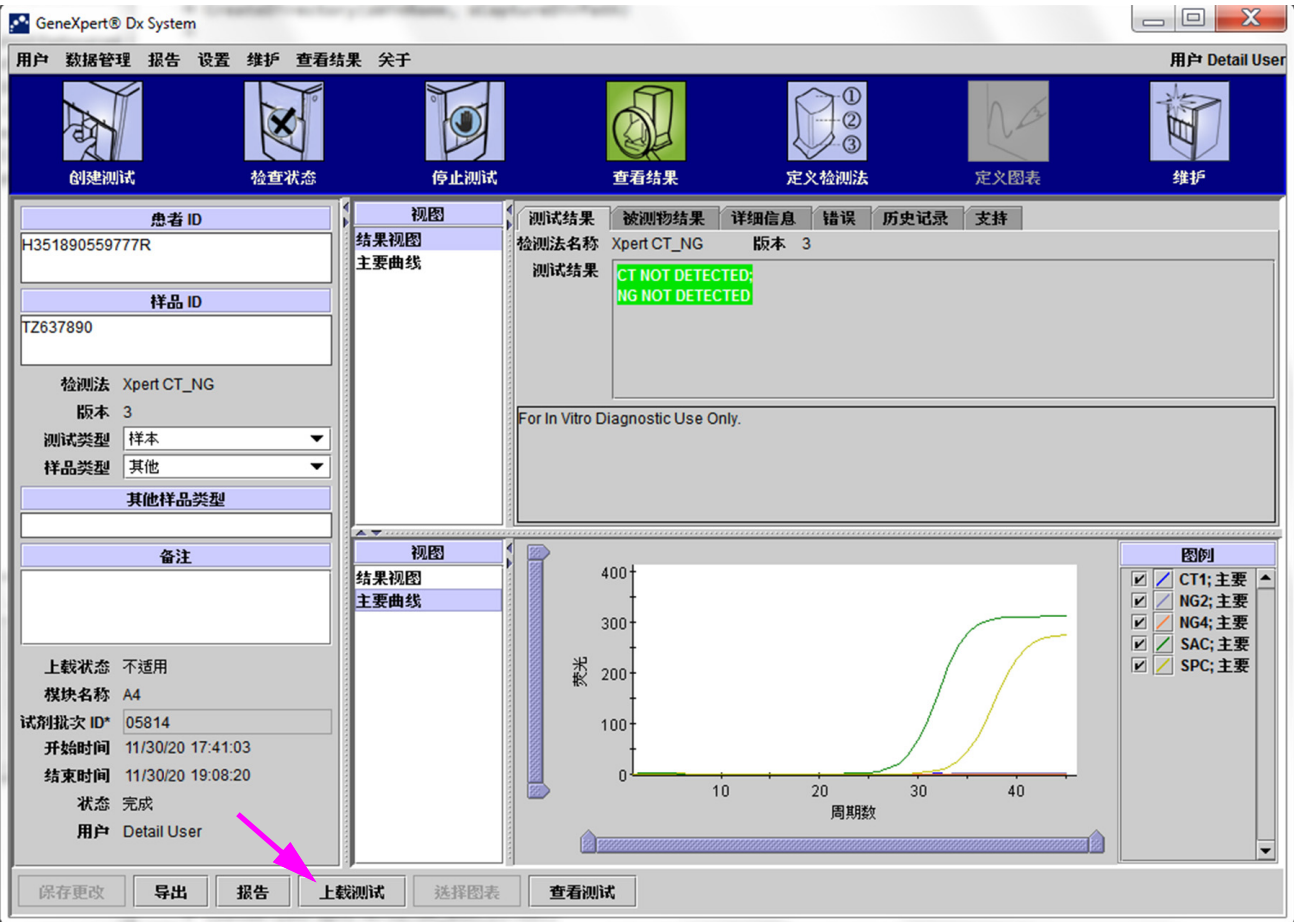 GeneXpert® Dx System
用户 数据管理 报告 设置 维护 查看结果 关于
用户 Detail User
创建测试 检查状态 停止测试 查看结果 定义检测法 定义图表 维护
①
②
③
患者 ID
H351890559777R
样品 ID
TZ637890
检测法 Xpert CT_NG
版本 3
测试类型 样本
样品类型 其他
其他样品类型
备注
上载状态 不适用
模块名称 A4
试剂批次 ID* 05814
开始时间 11/30/20 17:41:03
结束时间 11/30/20 19:08:20
状态 完成
用户 Detail User
视图
结果视图
主要曲线
测试结果 被测物结果 详细信息 错误 历史记录 支持
检测法名称 Xpert CT_NG 版本 3
测试结果 CT NOT DETECTED;
NG NOT DETECTED
For In Vitro Diagnostic Use Only.
视图
结果视图
主要曲线
400
300
200
100
0
荧光
10 20 30 40
周期数
图例
CT1; 主要
NG2; 主要
NG4; 主要
SAC; 主要
SPC; 主要
保存更改 导出 报告 上载测试 选择图表 查看测试